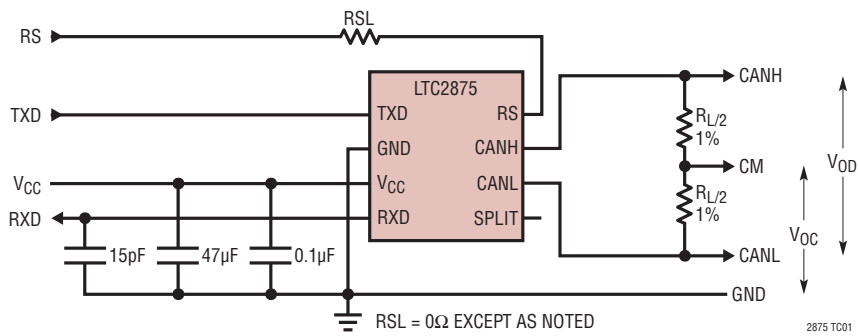 RSL
RS
LTC2875
TXD
TXD
RS
GND
CANH
VCC
VCC
CANL
RXD
RXD
SPLIT
CANH
RL/2
1%
CM
VOD
RL/2
1%
VOC
CANL
15pF
47µF
0.1µF
GND
RSL = 0Ω EXCEPT AS NOTED
2875 TC01